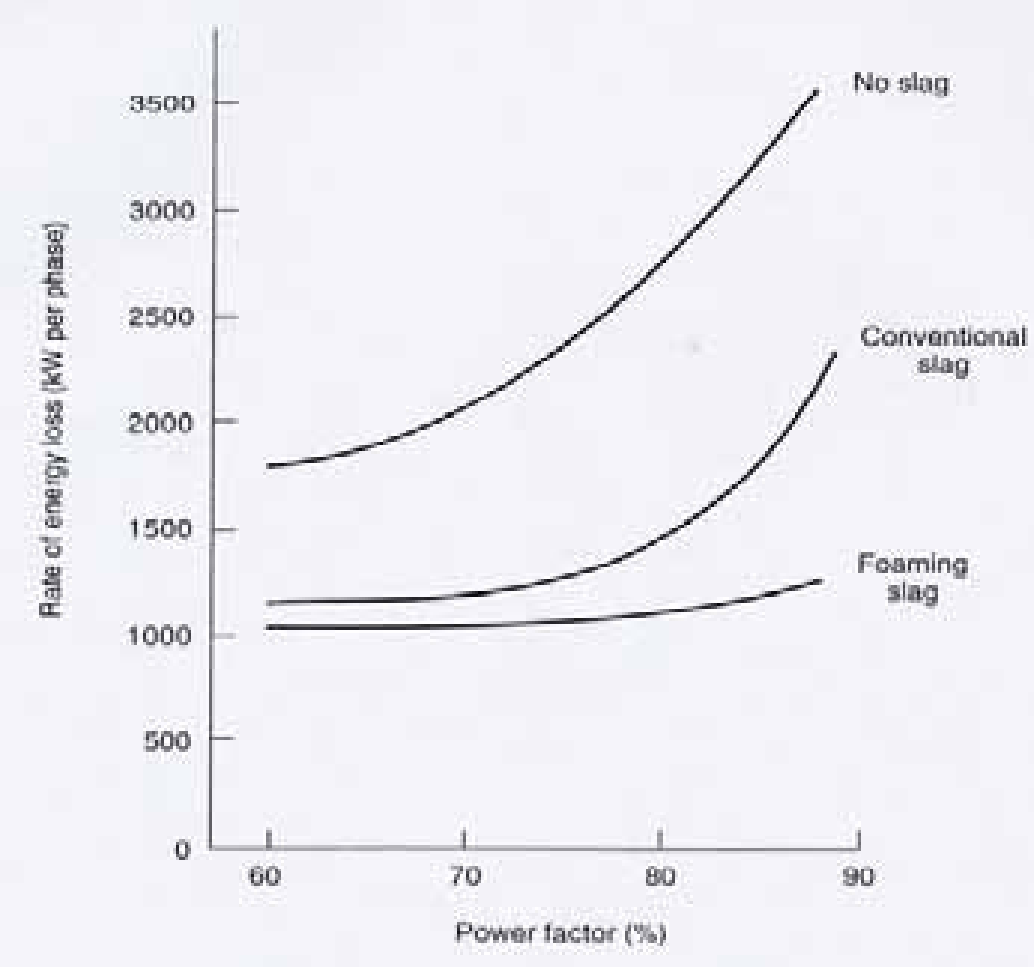 3500
No slag
3000
2500
Conventional
slag
2000
1500
Foaming
slag
1000
500
0
60
70
80
90
Power factor (%)
Rate of energy loss (kW per phase)